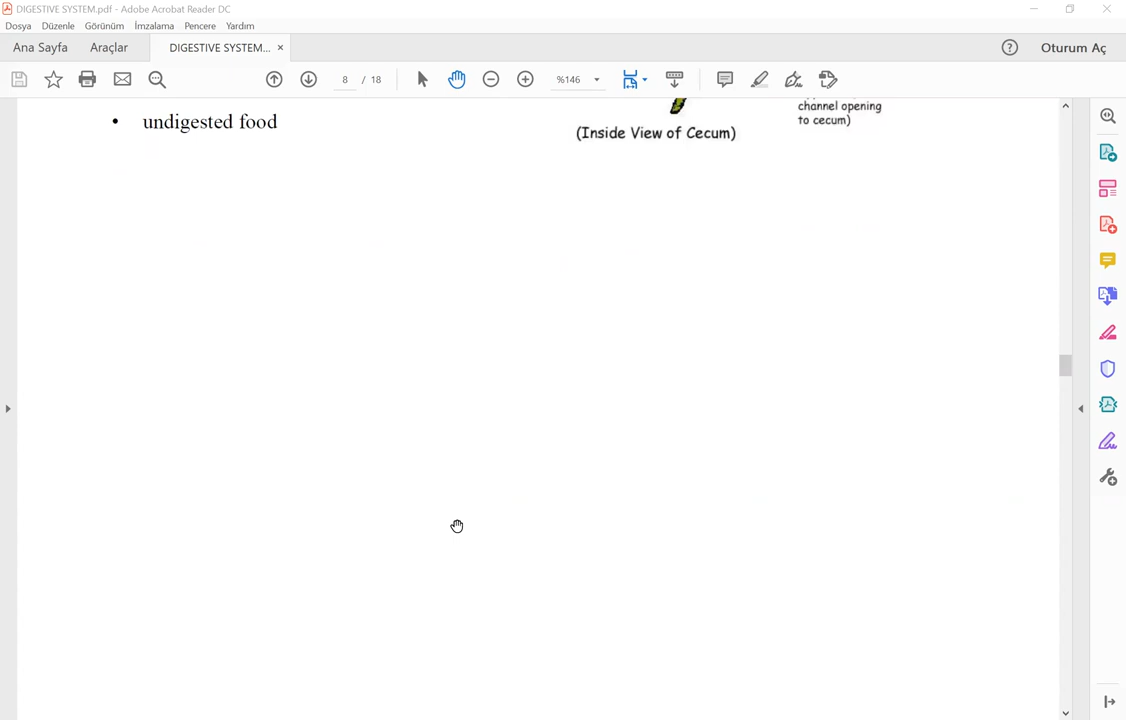 DIGESTIVE SYSTEM.pdf - Adobe Acrobat Reader DC
Dosya Düzenle Görünüm İmzalama Pencere Yardım
Ana Sayfa Araçlar DIGESTIVE SYSTEM... × Oturum Aç
8 / 18 %146
channel opening
• undigested food to cecum)
(Inside View of Cecum)